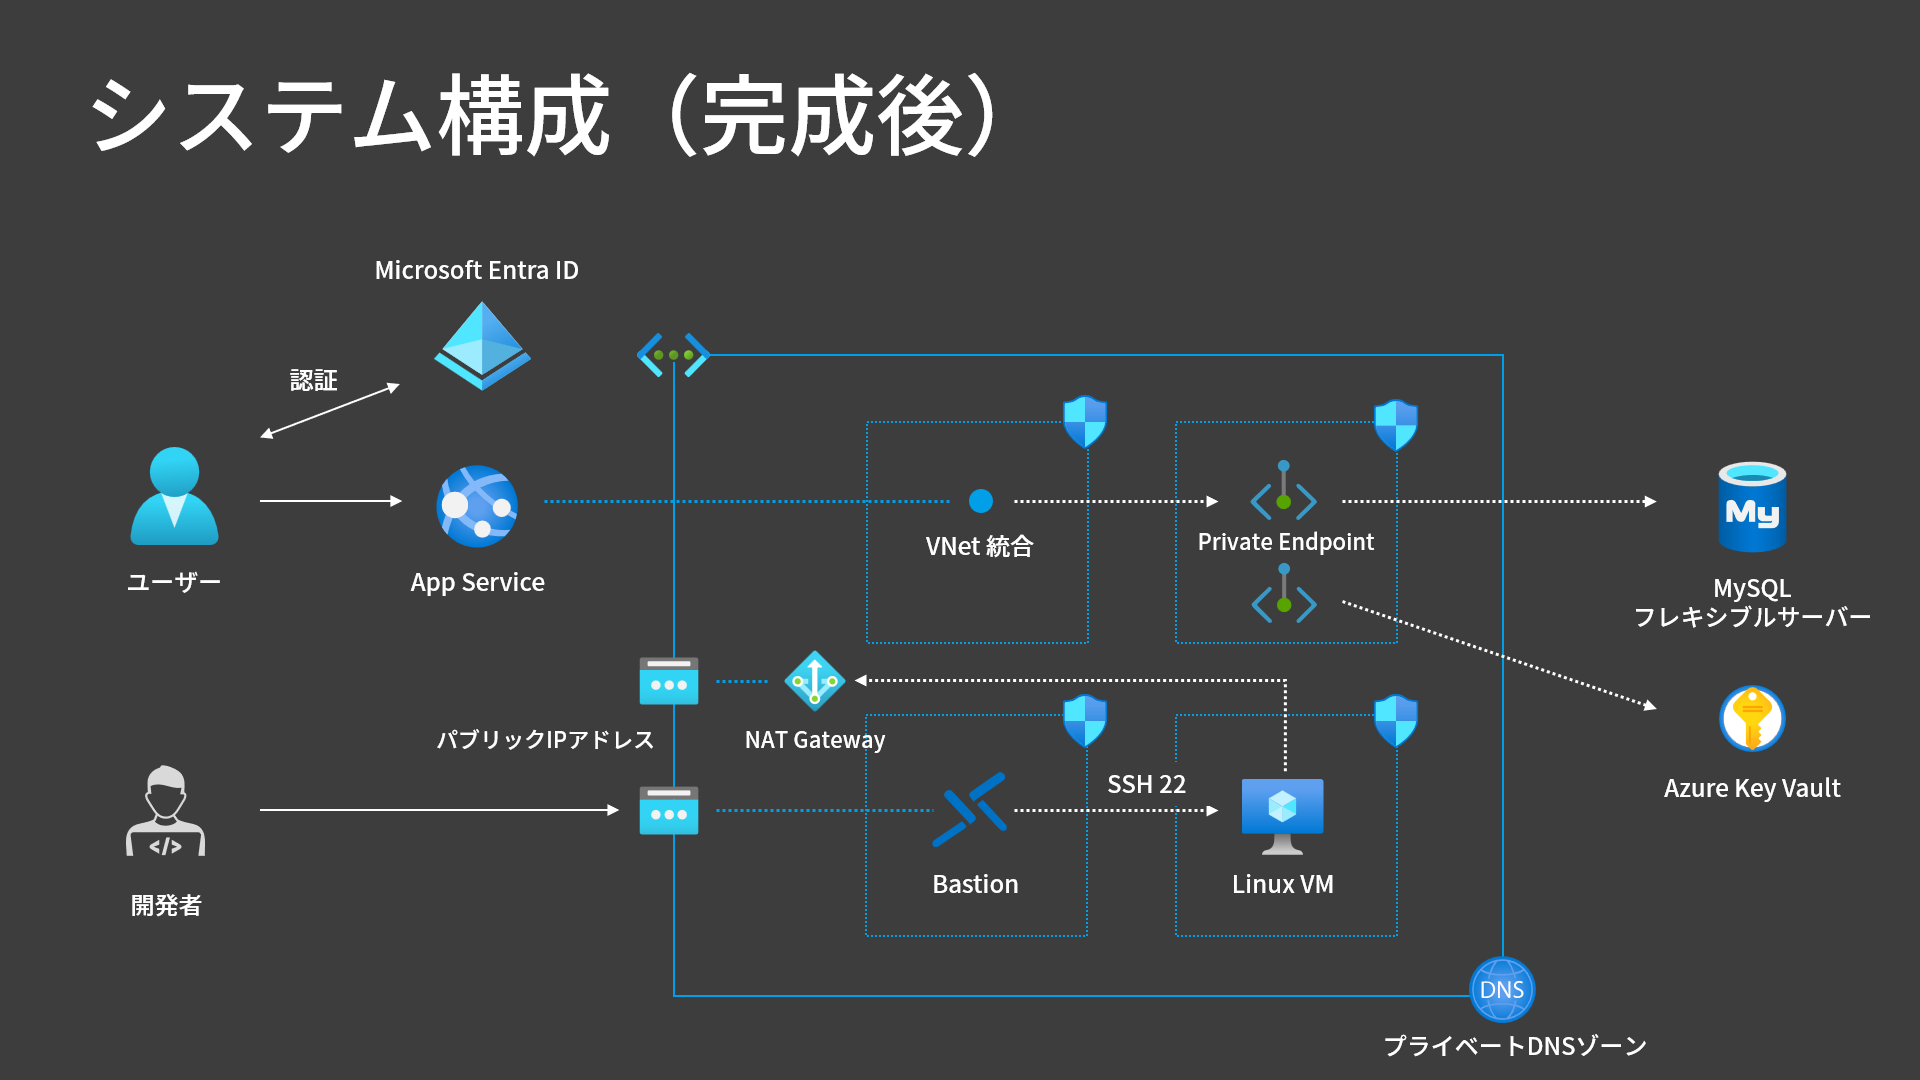 システム構成（完成後）
Microsoft Entra ID
認証
ユーザー
App Service
VNet 統合
Private Endpoint
My
MySQL
フレキシブルサーバー
パブリックIPアドレス
NAT Gateway
SSH 22
Azure Key Vault
</>
開発者
Bastion
Linux VM
DNS
プライベートDNSゾーン